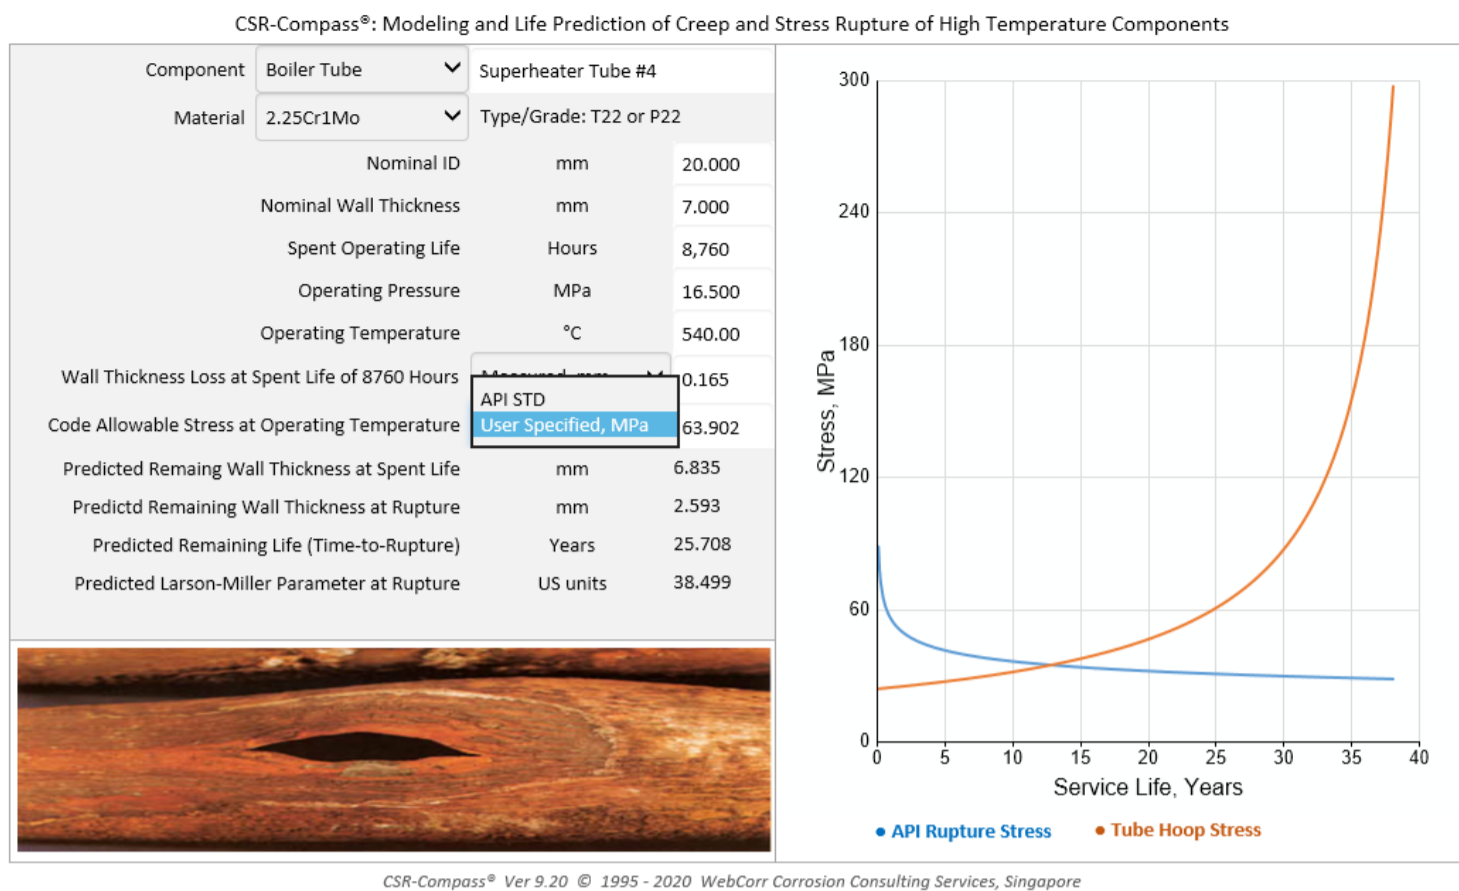 CSR-Compass®: Modeling and Life Prediction of Creep and Stress Rupture of High Temperature Components
Component Boiler Tube Superheater Tube #4
Material 2.25Cr1Mo Type/Grade: T22 or P22
Nominal ID mm 20.000
Nominal Wall Thickness mm 7.000
Spent Operating Life Hours 8,760
Operating Pressure MPa 16.500
Operating Temperature °C 540.00
Wall Thickness Loss at Spent Life of 8760 Hours Measured, mm 0.165
API STD
Code Allowable Stress at Operating Temperature User Specified, MPa 63.902
Predicted Remaing Wall Thickness at Spent Life mm 6.835
Predictd Remaining Wall Thickness at Rupture mm 2.593
Predicted Remaining Life (Time-to-Rupture) Years 25.708
Predicted Larson-Miller Parameter at Rupture US units 38.499
Stress, MPa
300
240
180
120
60
0
0 5 10 15 20 25 30 35 40
Service Life, Years
● API Rupture Stress ● Tube Hoop Stress
CSR-Compass® Ver 9.20 © 1995 - 2020 WebCorr Corrosion Consulting Services, Singapore